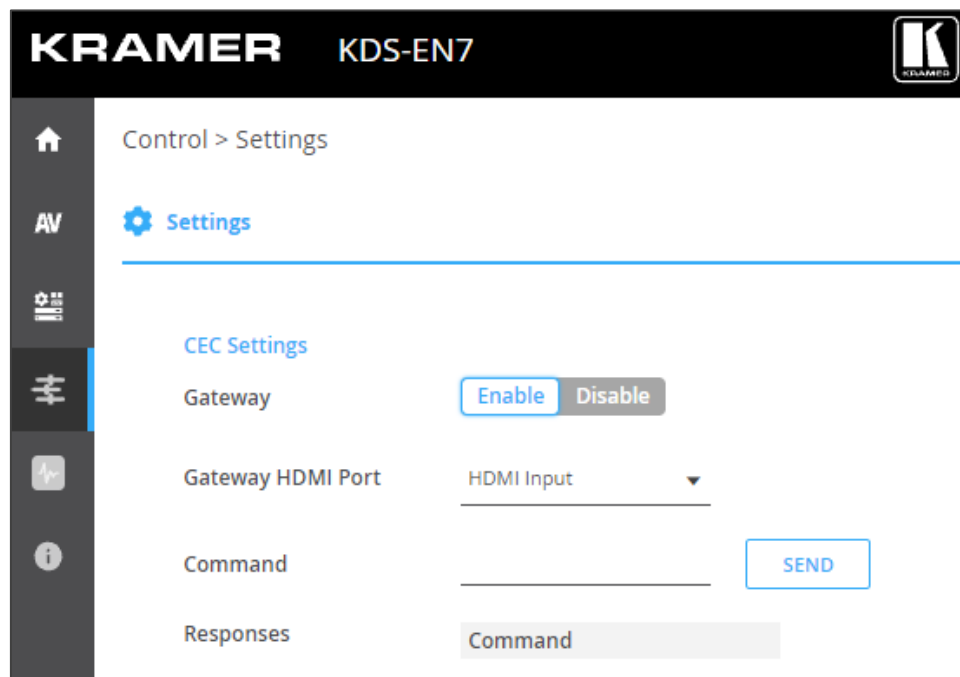 KRAMER KDS-EN7
KRAMER
Control > Settings
AV
Settings
CEC Settings
Gateway Enable Disable
Gateway HDMI Port HDMI Input
Command SEND
Responses Command